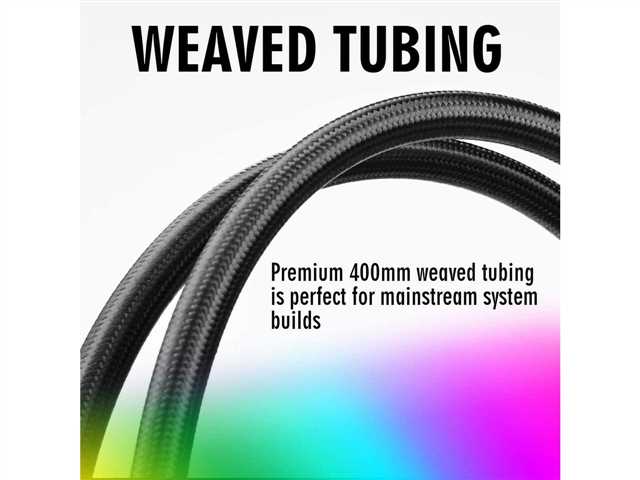 WEAVED TUBING
Premium 400mm weaved tubing
is perfect for mainstream system
builds